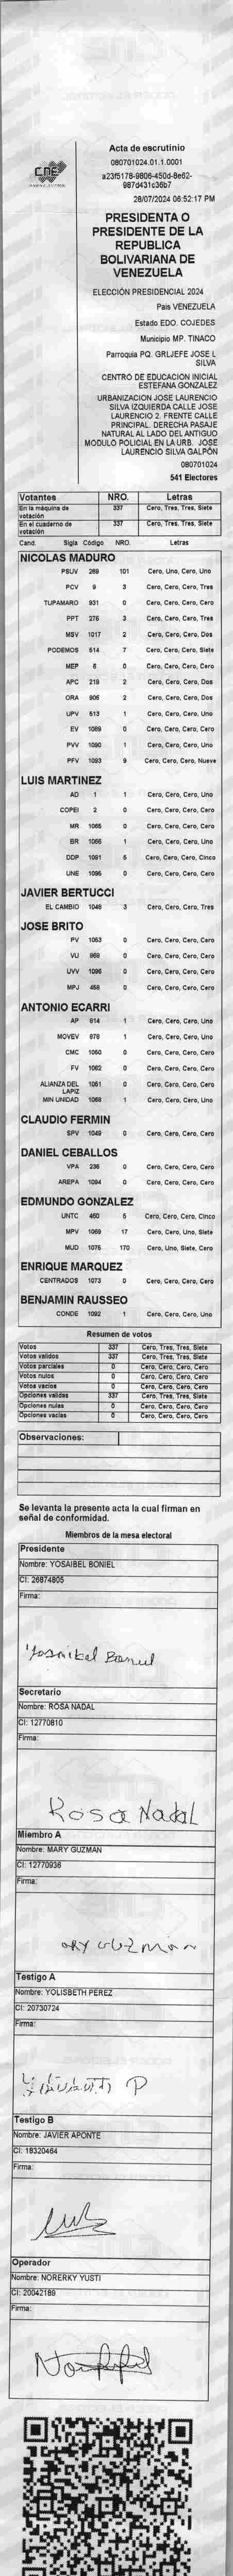 CNE
Acta de escrutinio
080701024.01.1.0001
a23f5178-9806-450d-8e62-
987d431c36b7
28/07/2024 06:52:17 PM
PRESIDENTA O
PRESIDENTE DE LA
REPUBLICA
BOLIVARIANA DE
VENEZUELA
ELECCIÓN PRESIDENCIAL 2024
Pais VENEZUELA
Estado EDO. COJEDES
Municipio MP. TINACO
Parroquia PQ. GRLJEFE JOSE L
SILVA
CENTRO DE EDUCACION INICIAL
ESTEFANA GONZALEZ
URBANIZACION JOSE LAURENCIO
SILVA IZQUIERDA CALLE JOSE
LAURENCIO 2. FRENTE CALLE
PRINCIPAL. DERECHA PASAJE
NATURAL AL LADO DEL ANTIGUO
MODULO POLICIAL EN LA URB. JOSE
LAURENCIO SILVA GALPÓN
080701024
541 Electores
Votantes NRO. Letras
En la máquina de votación 337 Cero, Tres, Tres, Siete
En el cuaderno de votación 337 Cero, Tres, Tres, Siete
Cand. Sigla Código NRO. Letras
NICOLAS MADURO
PSUV 269 101 Cero, Uno, Cero, Uno
PCV 9 3 Cero, Cero, Cero, Tres
TUPAMARO 931 0 Cero, Cero, Cero, Cero
PPT 276 3 Cero, Cero, Cero, Tres
MSV 1017 2 Cero, Cero, Cero, Dos
PODEMOS 514 7 Cero, Cero, Cero, Siete
MEP 6 0 Cero, Cero, Cero, Cero
APC 219 2 Cero, Cero, Cero, Dos
ORA 906 2 Cero, Cero, Cero, Dos
UPV 513 1 Cero, Cero, Cero, Uno
EV 1089 0 Cero, Cero, Cero, Cero
PVV 1090 1 Cero, Cero, Cero, Uno
PFV 1093 9 Cero, Cero, Cero, Nueve
LUIS MARTINEZ
AD 1 1 Cero, Cero, Cero, Uno
COPEI 2 0 Cero, Cero, Cero, Cero
MR 1065 0 Cero, Cero, Cero, Cero
BR 1066 1 Cero, Cero, Cero, Uno
DDP 1091 5 Cero, Cero, Cero, Cinco
UNE 1095 0 Cero, Cero, Cero, Cero
JAVIER BERTUCCI
EL CAMBIO 1048 3 Cero, Cero, Cero, Tres
JOSE BRITO
PV 1053 0 Cero, Cero, Cero, Cero
VU 869 0 Cero, Cero, Cero, Cero
UVV 1096 0 Cero, Cero, Cero, Cero
MPJ 458 0 Cero, Cero, Cero, Cero
ANTONIO ECARRI
AP 814 1 Cero, Cero, Cero, Uno
MOVEV 978 1 Cero, Cero, Cero, Uno
CMC 1050 0 Cero, Cero, Cero, Cero
FV 1062 0 Cero, Cero, Cero, Cero
ALIANZA DEL LAPIZ 1051 0 Cero, Cero, Cero, Cero
MIN UNIDAD 1068 1 Cero, Cero, Cero, Uno
CLAUDIO FERMIN
SPV 1049 0 Cero, Cero, Cero, Cero
DANIEL CEBALLOS
VPA 236 0 Cero, Cero, Cero, Cero
AREPA 1094 0 Cero, Cero, Cero, Cero
EDMUNDO GONZALEZ
UNTC 460 5 Cero, Cero, Cero, Cinco
MPV 1069 17 Cero, Cero, Uno, Siete
MUD 1075 170 Cero, Uno, Siete, Cero
ENRIQUE MARQUEZ
CENTRADOS 1073 0 Cero, Cero, Cero, Cero
BENJAMIN RAUSSEO
CONDE 1092 1 Cero, Cero, Cero, Uno
Resumen de votos
Votos 337 Cero, Tres, Tres, Siete
Votos validos 337 Cero, Tres, Tres, Siete
Votos parciales 0 Cero, Cero, Cero, Cero
Votos nulos 0 Cero, Cero, Cero, Cero
Votos vacios 0 Cero, Cero, Cero, Cero
Opciones validas 337 Cero, Tres, Tres, Siete
Opciones nulas 0 Cero, Cero, Cero, Cero
Opciones vacias 0 Cero, Cero, Cero, Cero
Observaciones:
Se levanta la presente acta la cual firman en
señal de conformidad.
Miembros de la mesa electoral
Presidente
Nombre: YOSAIBEL BONIEL
CI: 26874805
Firma:
Secretario
Nombre: ROSA NADAL
CI: 12770810
Firma:
Rosa Nadal
Miembro A
Nombre: MARY GUZMAN
CI: 12770936
Firma:
Testigo A
Nombre: YOLISBETH PEREZ
CI: 20730724
Firma:
Testigo B
Nombre: JAVIER APONTE
CI: 18320464
Firma:
Operador
Nombre: NORERKY YUSTI
CI: 20042189
Firma: